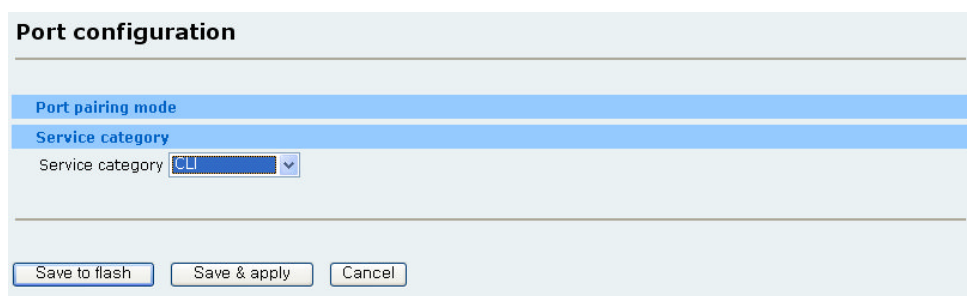 Port configuration
Port pairing mode
Service category
Service category CLI
Save to flash Save & apply Cancel